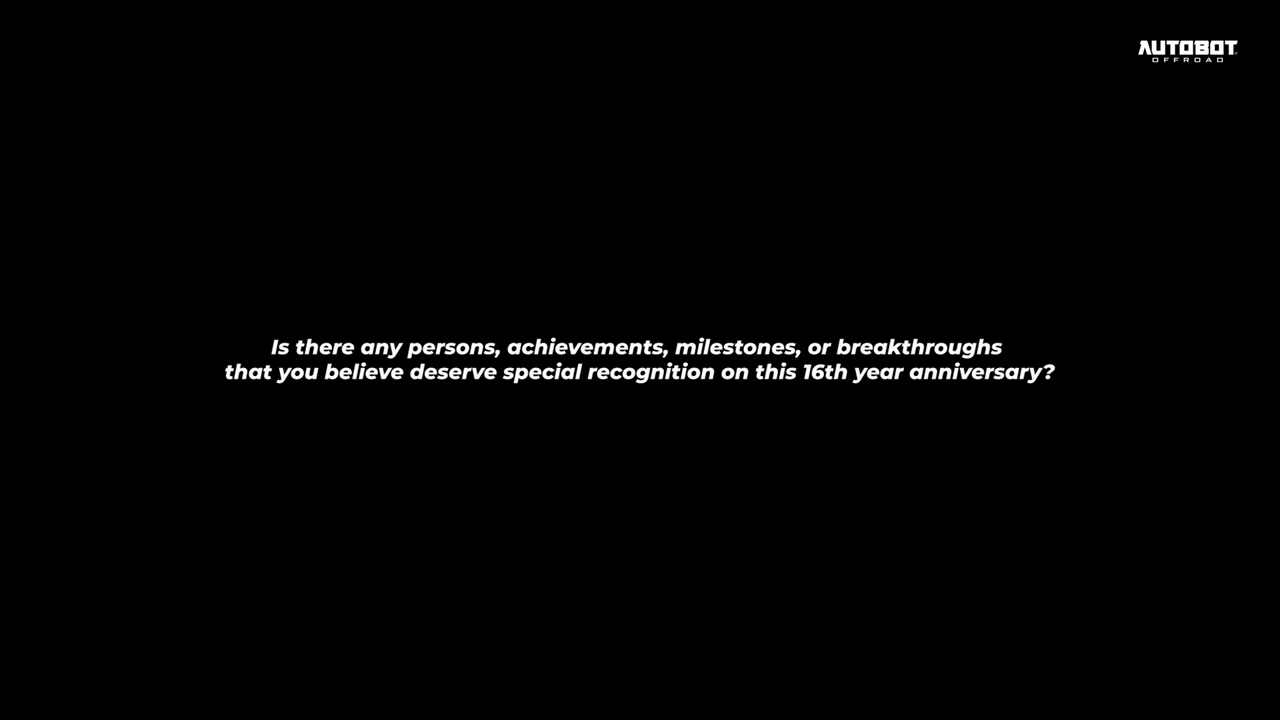 AUTOBOT
OFFROAD
Is there any persons, achievements, milestones, or breakthroughs
that you believe deserve special recognition on this 16th year anniversary?